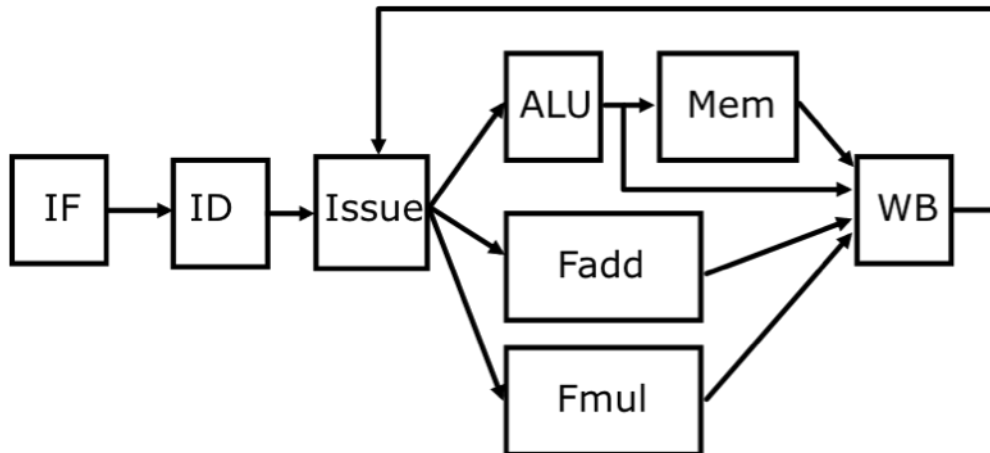 ALU
Mem
IF
ID
Issue
WB
Fadd
Fmul